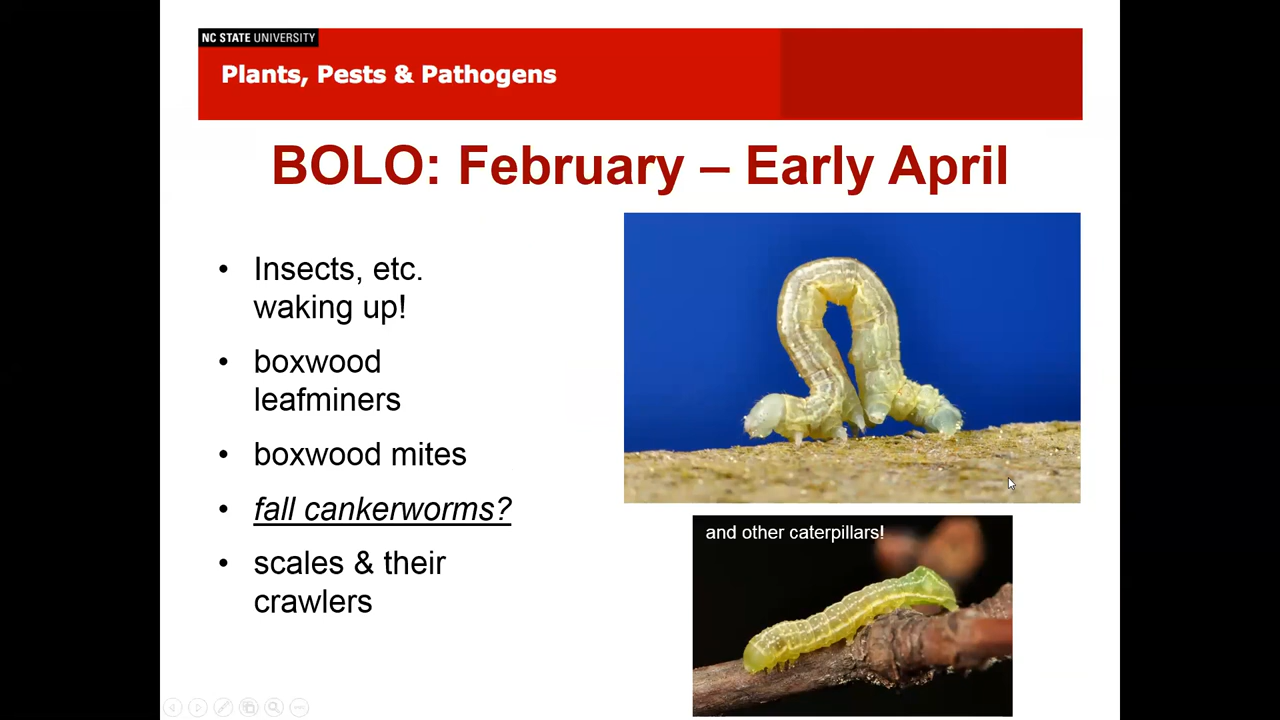 NC STATE UNIVERSITY
Plants, Pests & Pathogens
BOLO: February – Early April
• Insects, etc.
waking up!
• boxwood
leafminers
• boxwood mites
• fall cankerworms?
• scales & their
crawlers
and other caterpillars!